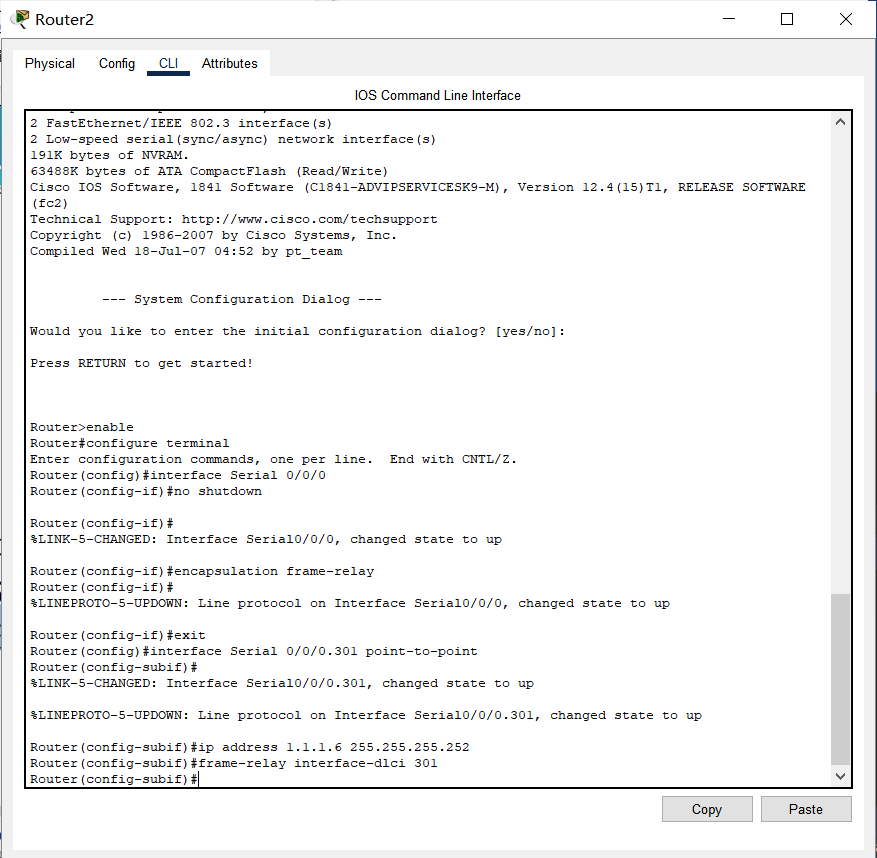 Router2
Physical Config CLI Attributes
IOS Command Line Interface
2 FastEthernet/IEEE 802.3 interface(s)
2 Low-speed serial(sync/async) network interface(s)
191K bytes of NVRAM.
63488K bytes of ATA CompactFlash (Read/Write)
Cisco IOS Software, 1841 Software (C1841-ADVIPSERVICESK9-M), Version 12.4(15)T1, RELEASE SOFTWARE
(fc2)
Technical Support: http://www.cisco.com/techsupport
Copyright (c) 1986-2007 by Cisco Systems, Inc.
Compiled Wed 18-Jul-07 04:52 by pt_team
--- System Configuration Dialog ---
Would you like to enter the initial configuration dialog? [yes/no]:
Press RETURN to get started!
Router>enable
Router#configure terminal
Enter configuration commands, one per line.  End with CNTL/Z.
Router(config)#interface Serial 0/0/0
Router(config-if)#no shutdown
Router(config-if)#
%LINK-5-CHANGED: Interface Serial0/0/0, changed state to up
Router(config-if)#encapsulation frame-relay
Router(config-if)#
%LINEPROTO-5-UPDOWN: Line protocol on Interface Serial0/0/0, changed state to up
Router(config-if)#exit
Router(config)#interface Serial 0/0/0.301 point-to-point
Router(config-subif)#
%LINK-5-CHANGED: Interface Serial0/0/0.301, changed state to up
%LINEPROTO-5-UPDOWN: Line protocol on Interface Serial0/0/0.301, changed state to up
Router(config-subif)#ip address 1.1.1.6 255.255.255.252
Router(config-subif)#frame-relay interface-dlci 301
Router(config-subif)#
Copy Paste